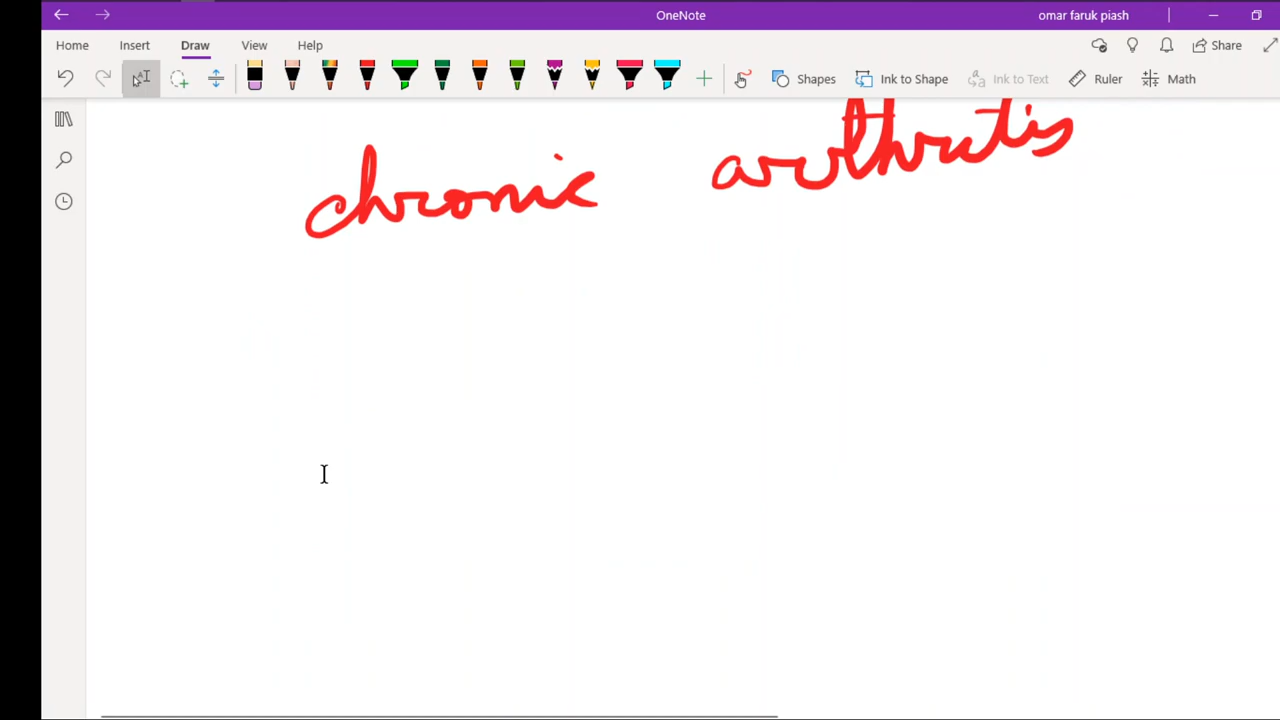 OneNote
omar faruk piash
Home Insert Draw View Help
Share
Shapes Ink to Shape Ink to Text Ruler Math
chronic arthritis